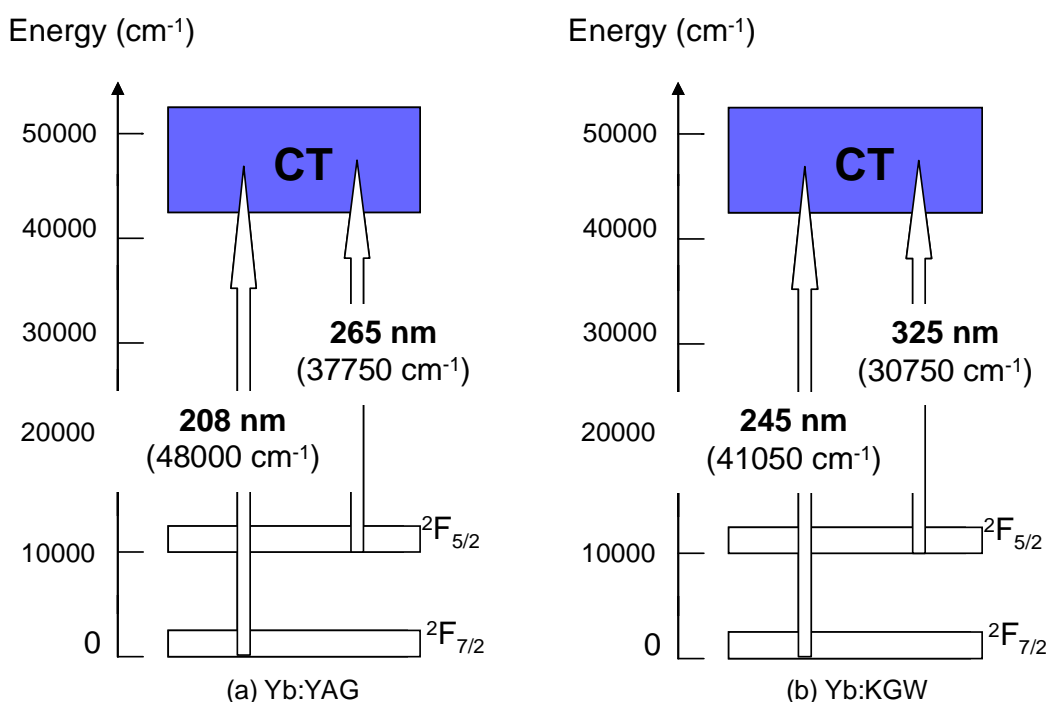 Energy (cm-1)
50000
40000
30000
20000
10000
0
CT
265 nm
(37750 cm-1)
208 nm
(48000 cm-1)
2F5/2
2F7/2
(a) Yb:YAG
Energy (cm-1)
50000
40000
30000
20000
10000
0
CT
325 nm
(30750 cm-1)
245 nm
(41050 cm-1)
2F5/2
2F7/2
(b) Yb:KGW